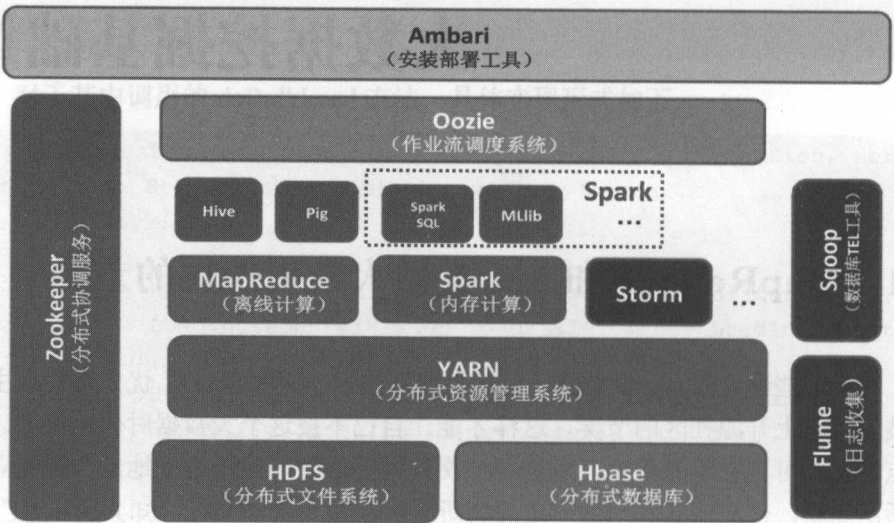 Ambari
（安装部署工具）
Zookeeper
（分布式协调服务）
Oozie
（作业流调度系统）
Hive
Pig
Spark
SQL
MLlib
Spark
...
MapReduce
（离线计算）
Spark
（内存计算）
Storm
...
YARN
（分布式资源管理系统）
HDFS
（分布式文件系统）
Hbase
（分布式数据库）
Sqoop
（数据库TEL工具）
Flume
（日志收集）